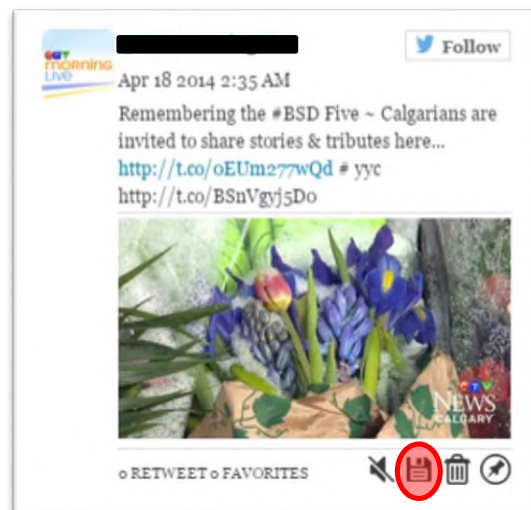 CTV
MORNING
LIVE
Follow
Apr 18 2014 2:35 AM
Remembering the #BSD Five ~ Calgarians are
invited to share stories & tributes here...
http://t.co/oEUm277wQd # yyc
http://t.co/BSnVgyj5Do
CTV
NEWS
CALGARY
0 RETWEET 0 FAVORITES